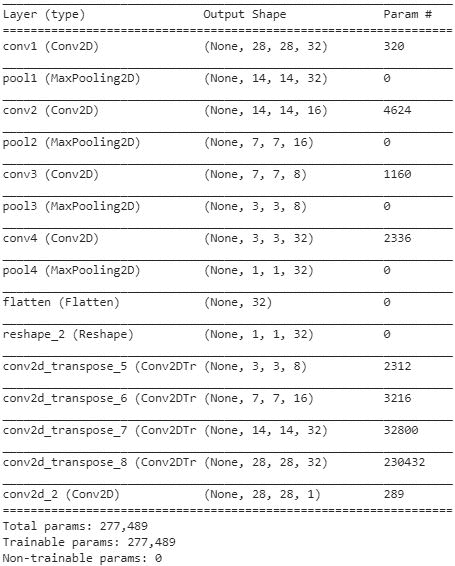 Layer (type) Output Shape Param #
conv1 (Conv2D) (None, 28, 28, 32) 320
pool1 (MaxPooling2D) (None, 14, 14, 32) 0
conv2 (Conv2D) (None, 14, 14, 16) 4624
pool2 (MaxPooling2D) (None, 7, 7, 16) 0
conv3 (Conv2D) (None, 7, 7, 8) 1160
pool3 (MaxPooling2D) (None, 3, 3, 8) 0
conv4 (Conv2D) (None, 3, 3, 32) 2336
pool4 (MaxPooling2D) (None, 1, 1, 32) 0
flatten (Flatten) (None, 32) 0
reshape_2 (Reshape) (None, 1, 1, 32) 0
conv2d_transpose_5 (Conv2DTr (None, 3, 3, 8) 2312
conv2d_transpose_6 (Conv2DTr (None, 7, 7, 16) 3216
conv2d_transpose_7 (Conv2DTr (None, 14, 14, 32) 32800
conv2d_transpose_8 (Conv2DTr (None, 28, 28, 32) 230432
conv2d_2 (Conv2D) (None, 28, 28, 1) 289
Total params: 277,489
Trainable params: 277,489
Non-trainable params: 0